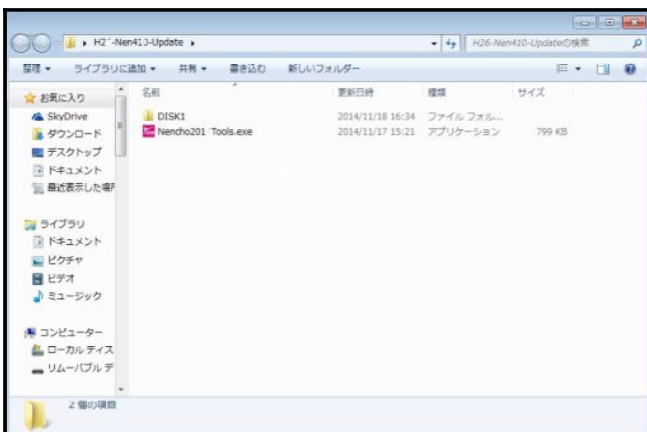 H2 -Nen410-Update
H26-Nen410-Updateの検索
整理 ライブラリに追加 共有 書き込む 新しいフォルダー
お気に入り
SkyDrive
ダウンロード
デスクトップ
ドキュメント
最近表示した場所
ライブラリ
ドキュメント
ピクチャ
ビデオ
ミュージック
コンピューター
ローカル ディス
リムーバブル デ
名前 更新日時 種類 サイズ
DISK1 2014/11/18 16:34 ファイル フォル...
Nencho201 Tools.exe 2014/11/17 15:21 アプリケーション 799 KB
2 個の項目